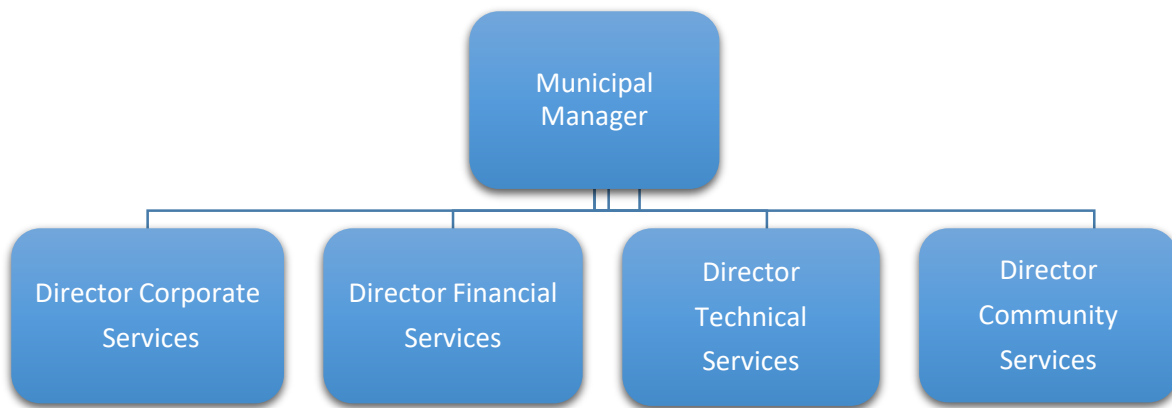 Municipal
Manager
Director Corporate
Services
Director Financial
Services
Director
Technical
Services
Director
Community
Services